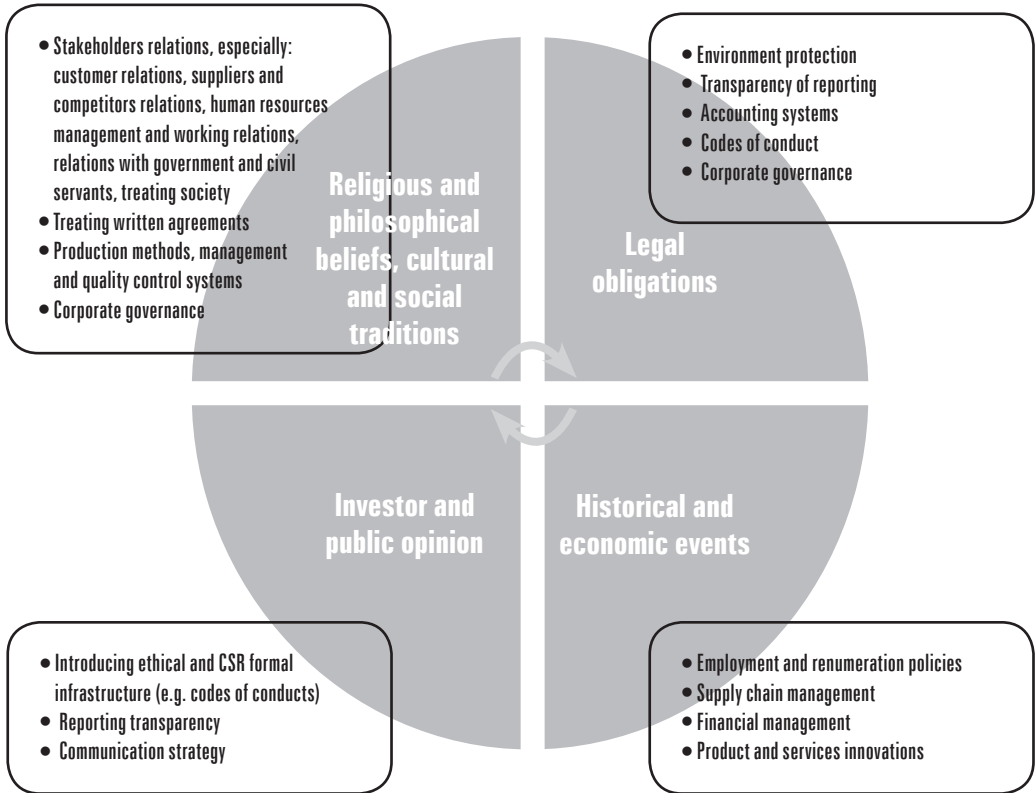 • Stakeholders relations, especially:
customer relations, suppliers and
competitors relations, human resources
management and working relations,
relations with government and civil
servants, treating society
• Treating written agreements
• Production methods, management
and quality control systems
• Corporate governance
Religious and
philosophical
beliefs, cultural
and social
traditions
• Environment protection
• Transparency of reporting
• Accounting systems
• Codes of conduct
• Corporate governance
Legal
obligations
Investor and
public opinion
Historical and
economic events
• Introducing ethical and CSR formal
infrastructure (e.g. codes of conducts)
• Reporting transparency
• Communication strategy
• Employment and renumeration policies
• Supply chain management
• Financial management
• Product and services innovations